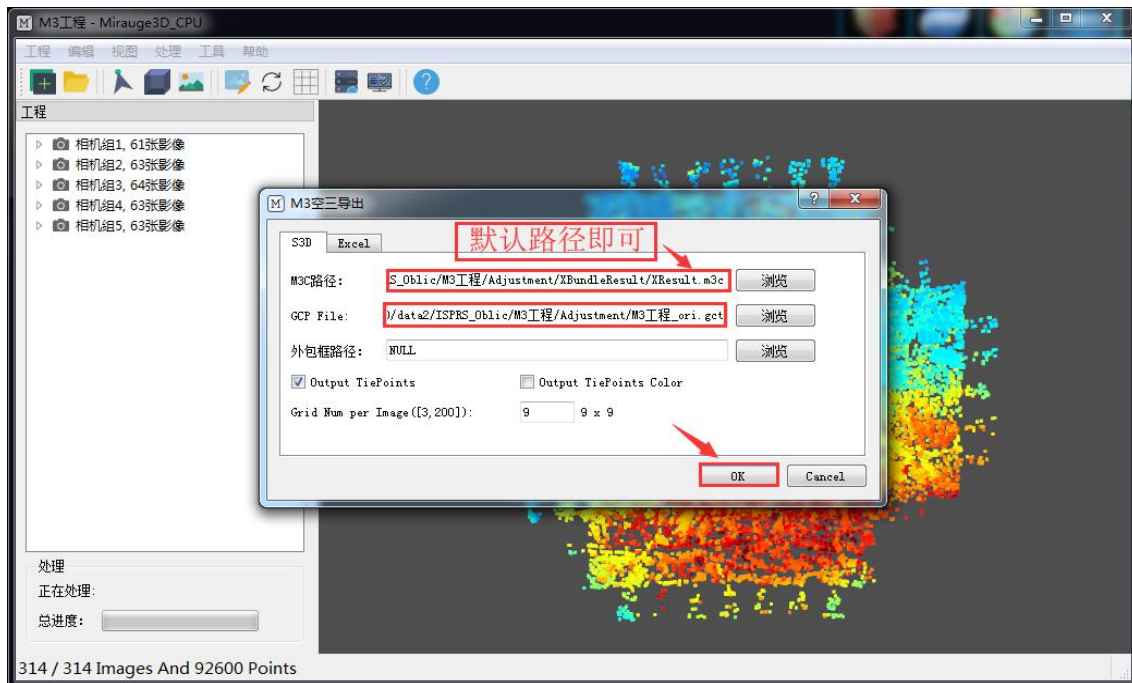 M3工程 - Mirauge3D_CPU
工程 编辑 视图 处理 工具 帮助
工程
相机组1, 61张影像
相机组2, 63张影像
相机组3, 64张影像
相机组4, 63张影像
相机组5, 63张影像
M3空三导出
S3D Excel
默认路径即可
M3C路径: S_Oblic/M3工程/Adjustment/XBundleResult/XResult.m3c 浏览
GCP File: )/data2/ISPRS_Oblic/M3工程/Adjustment/M3工程_ori.gct 浏览
外包框路径: NULL 浏览
Output TiePoints Output TiePoints Color
Grid Num per Image([3,200]): 9 9 x 9
OK Cancel
处理
正在处理:
总进度:
314 / 314 Images And 92600 Points